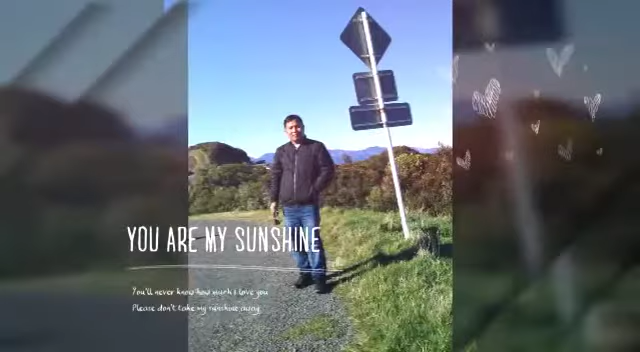 YOU ARE MY SUNSHINE
You'll never know how much I love you
Please don't take my sunshine away